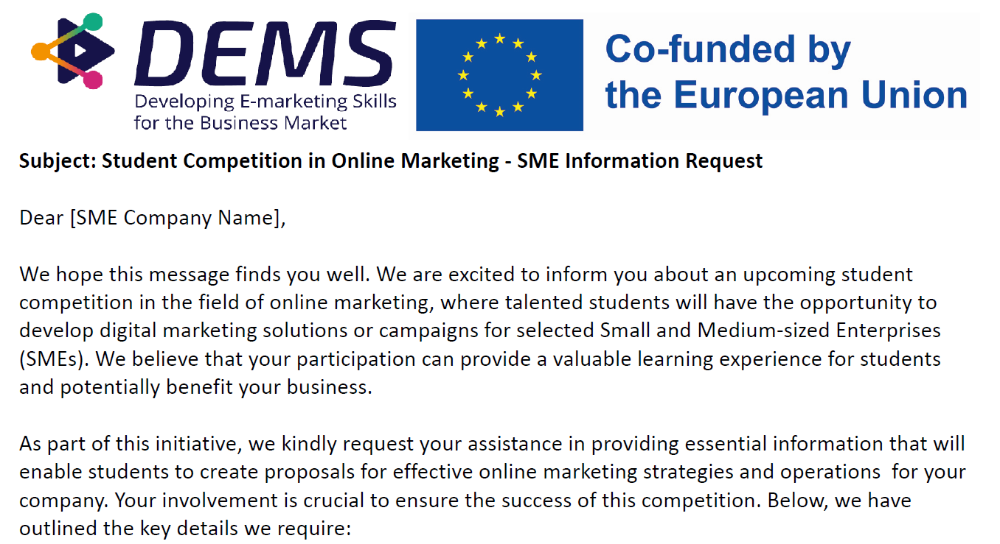 DEMS
Developing E-marketing Skills
for the Business Market
Co-funded by
the European Union
Subject: Student Competition in Online Marketing - SME Information Request
Dear [SME Company Name],
We hope this message finds you well. We are excited to inform you about an upcoming student
competition in the field of online marketing, where talented students will have the opportunity to
develop digital marketing solutions or campaigns for selected Small and Medium-sized Enterprises
(SMEs). We believe that your participation can provide a valuable learning experience for students
and potentially benefit your business.
As part of this initiative, we kindly request your assistance in providing essential information that will
enable students to create proposals for effective online marketing strategies and operations  for your
company. Your involvement is crucial to ensure the success of this competition. Below, we have
outlined the key details we require: